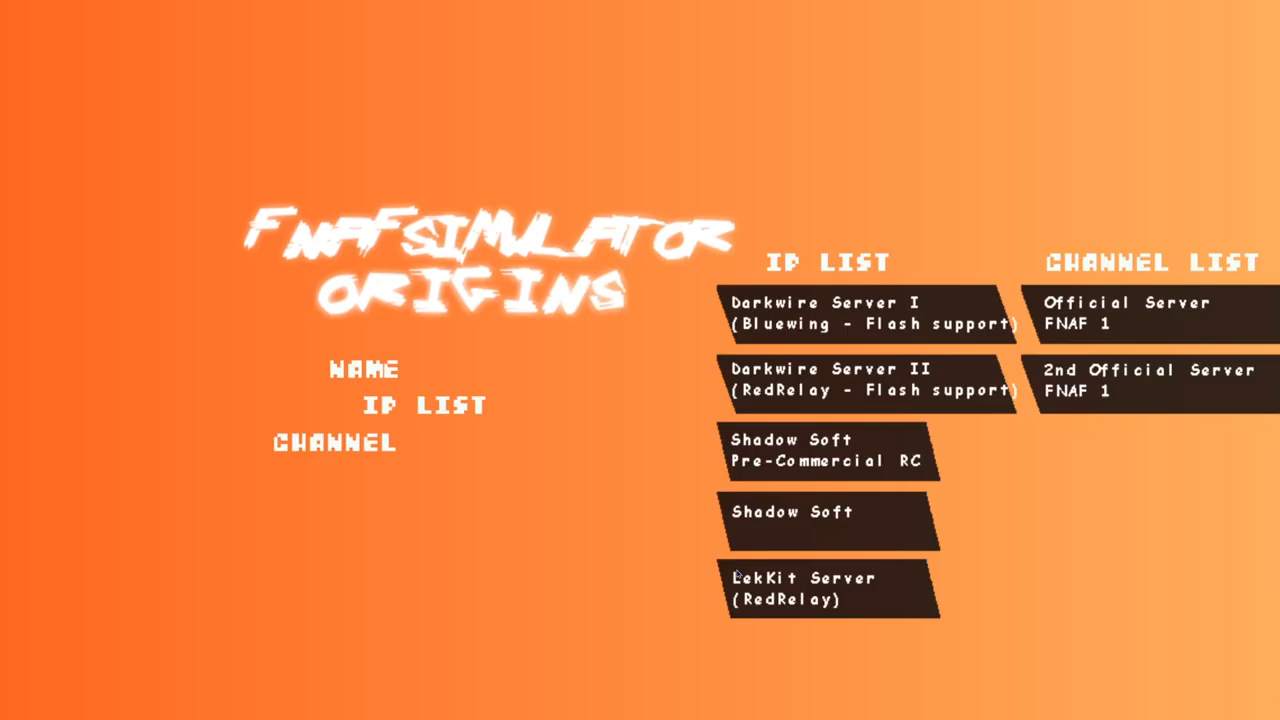 FNAFSIMULATOR
ORIGINS
NAME
IP LIST
CHANNEL
IP LIST
Darkwire Server I
(Bluewing - Flash support)
Darkwire Server II
(RedRelay - Flash support)
Shadow Soft
Pre-Commercial RC
Shadow Soft
LekKit Server
(RedRelay)
CHANNEL LIST
Official Server
FNAF 1
2nd Official Server
FNAF 1